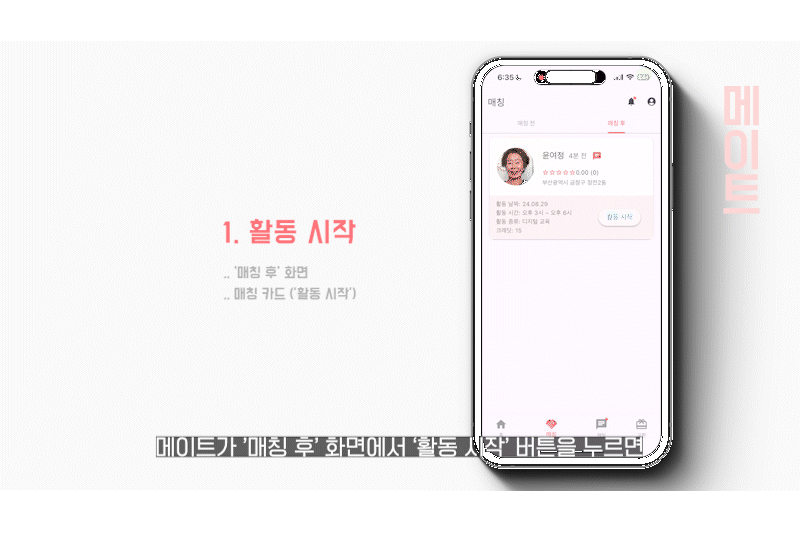 6:35
매칭
매칭 전
매칭 후
윤여정 4분 전
☆☆☆☆☆0.00 (0)
부산광역시 금정구 장전2동
활동 날짜: 24.08.29
활동 시간: 오후 3시 ~ 오후 6시
활동 종류: 디지털 교육
크레딧: 15
활동 시작
메이트
1. 활동 시작
.. '매칭 후' 화면
.. 매칭 카드 ('활동 시작')
매칭
메이트가 '매칭 후' 화면에서 '활동 시작' 버튼을 누르면